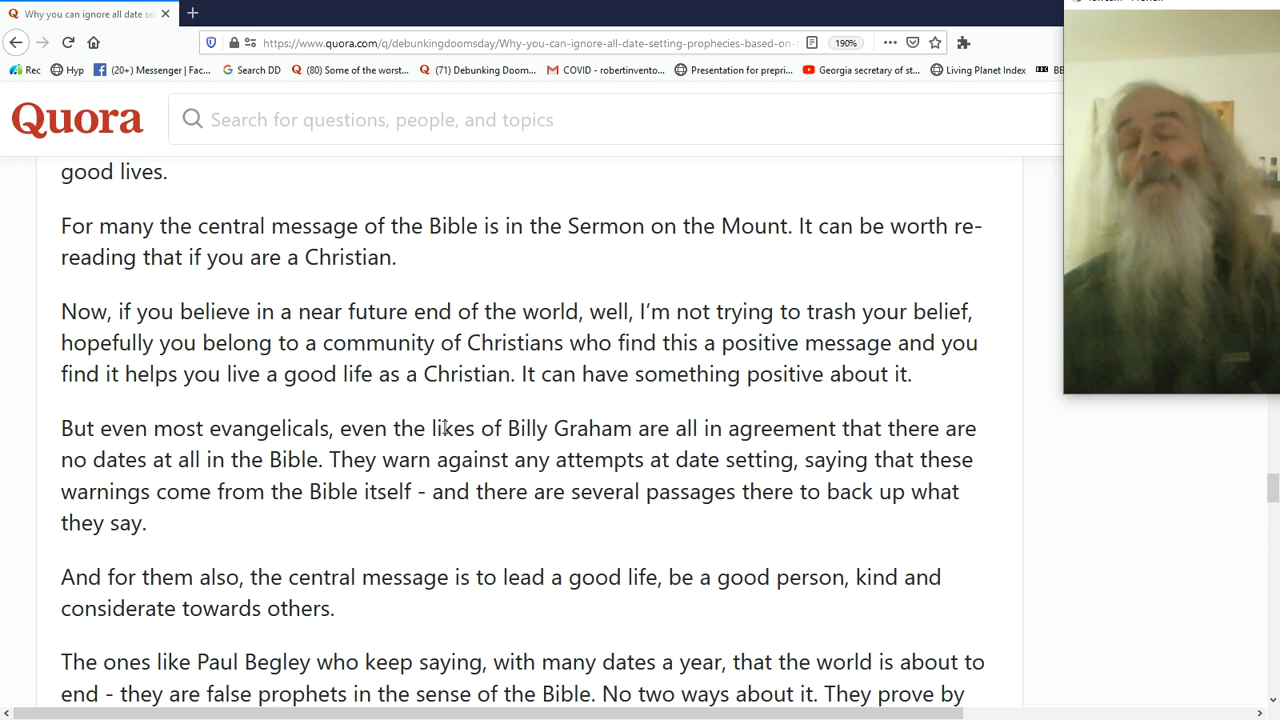 Why you can ignore all date se
https://www.quora.com/q/debunkingdoomsday/Why-you-can-ignore-all-date-setting-prophecies-based-on-
190%
Rec
Hyp
(20+) Messenger | Fac...
Search DD
(80) Some of the worst...
(71) Debunking Doom...
COVID - robertinvento...
Presentation for prepri...
Georgia secretary of st...
Living Planet Index
Quora
Search for questions, people, and topics
good lives.
For many the central message of the Bible is in the Sermon on the Mount. It can be worth re-
reading that if you are a Christian.
Now, if you believe in a near future end of the world, well, I’m not trying to trash your belief,
hopefully you belong to a community of Christians who find this a positive message and you
find it helps you live a good life as a Christian. It can have something positive about it.
But even most evangelicals, even the likes of Billy Graham are all in agreement that there are
no dates at all in the Bible. They warn against any attempts at date setting, saying that these
warnings come from the Bible itself - and there are several passages there to back up what
they say.
And for them also, the central message is to lead a good life, be a good person, kind and
considerate towards others.
The ones like Paul Begley who keep saying, with many dates a year, that the world is about to
end - they are false prophets in the sense of the Bible. No two ways about it. They prove by